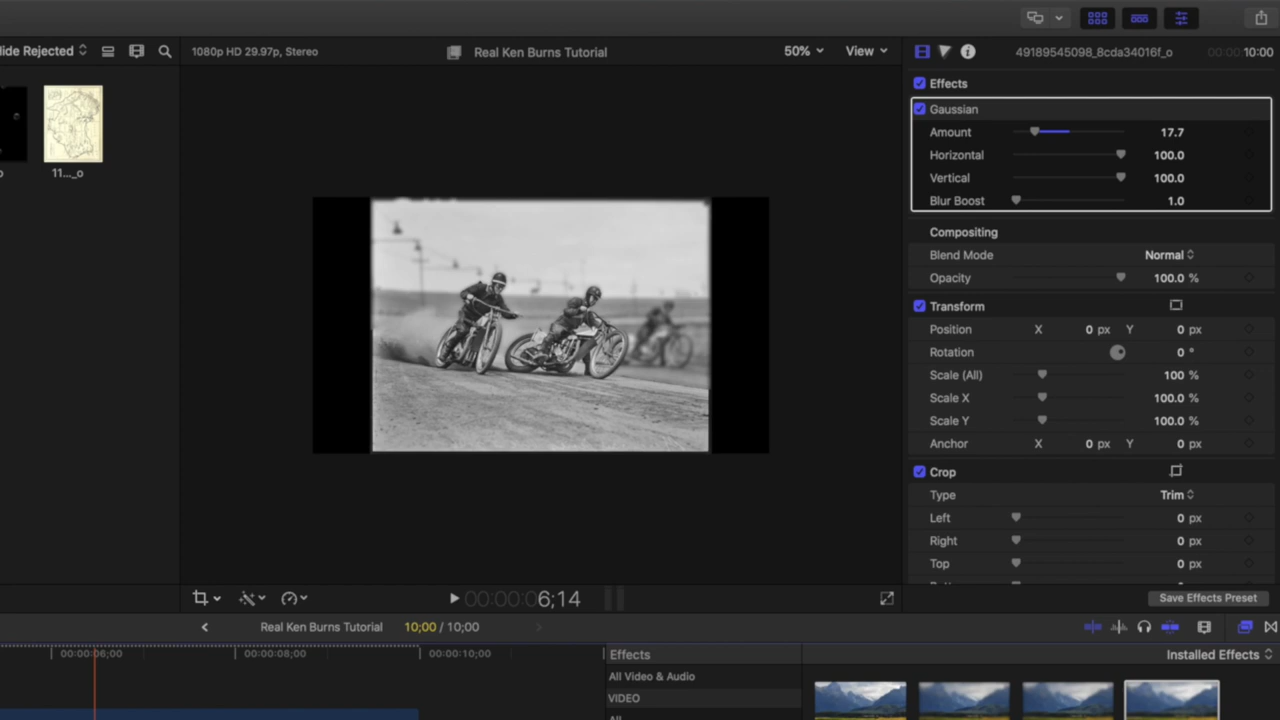 ide Rejected
1080p HD 29.97p, Stereo
Real Ken Burns Tutorial
50%
View
49189545098_8cda34016f_o
00:00:10:00
11..._o
o
Effects
Gaussian
Amount 17.7
Horizontal 100.0
Vertical 100.0
Blur Boost 1.0
Compositing
Blend Mode Normal
Opacity 100.0 %
Transform
Position X 0 px Y 0 px
Rotation 0 °
Scale (All) 100 %
Scale X 100.0 %
Scale Y 100.0 %
Anchor X 0 px Y 0 px
Crop
Type Trim
Left 0 px
Right 0 px
Top 0 px
00:00:06;14
Save Effects Preset
Real Ken Burns Tutorial
10;00 / 10;00
00:00:06;00
00:00:08;00
00:00:10;00
Effects
Installed Effects
All Video & Audio
VIDEO
All